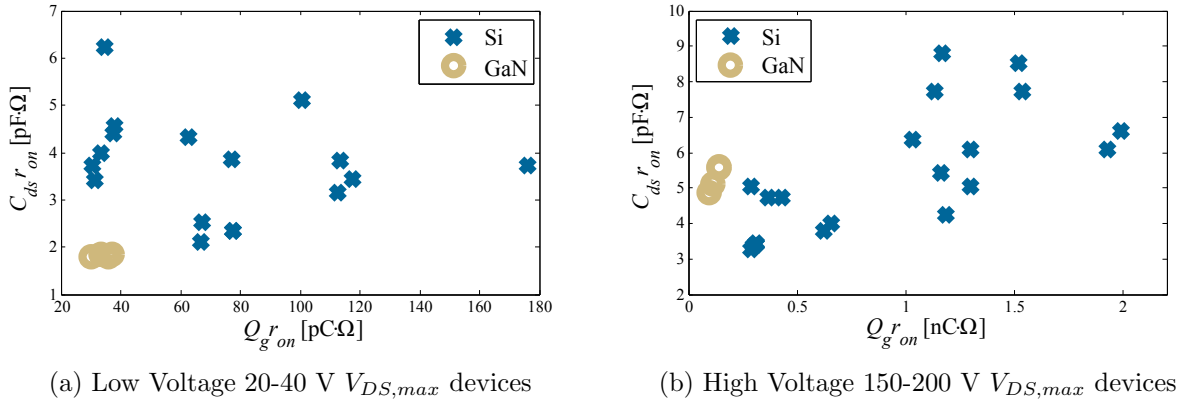 7
6
5
4
3
2
1
20 40 60 80 100 120 140 160 180
C_ds r_on [pF·Ω]
Q_g r_on [pC·Ω]
Si
GaN
(a) Low Voltage 20-40 V V_DS,max devices
10
9
8
7
6
5
4
3
2
0 0.5 1 1.5 2
C_ds r_on [pF·Ω]
Q_g r_on [nC·Ω]
Si
GaN
(b) High Voltage 150-200 V V_DS,max devices